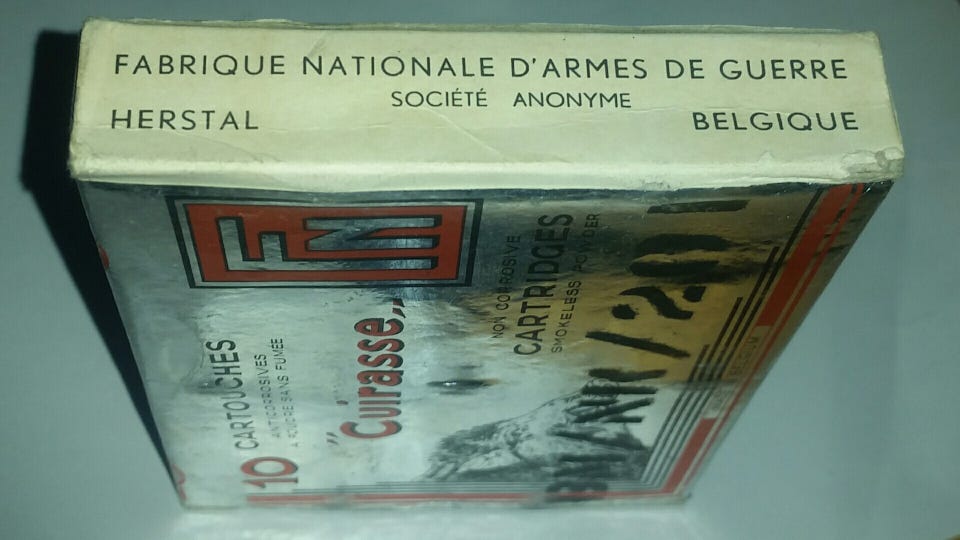 FABRIQUE NATIONALE D'ARMES DE GUERRE
SOCIÉTÉ ANONYME
HERSTAL
BELGIQUE
FN
10 CARTOUCHES
ANTICORROSIVES
A POUDRE SANS FUMÉE
"Cuirasse"
NON CORROSIVE
CARTRIDGES
SMOKELESS POWDER
BELGIUM